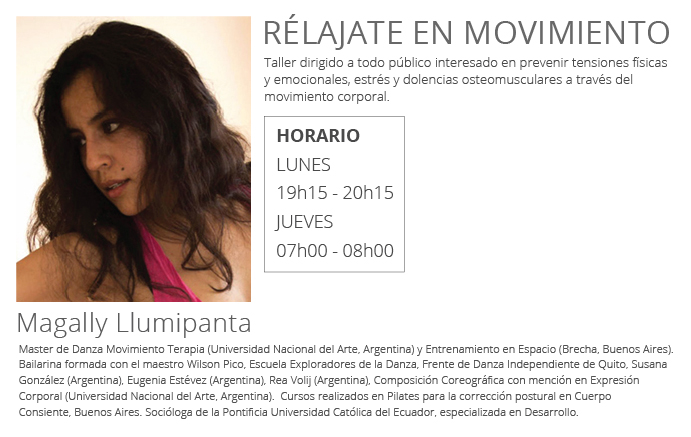 RÉLAJATE EN MOVIMIENTO
Taller dirigido a todo público interesado en prevenir tensiones físicas
y emocionales, estrés y dolencias osteomusculares a través del
movimiento corporal.
HORARIO
LUNES
19h15 - 20h15
JUEVES
07h00 - 08h00
Magally Llumipanta
Master de Danza Movimiento Terapia (Universidad Nacional del Arte, Argentina) y Entrenamiento en Espacio (Brecha, Buenos Aires).
Bailarina formada con el maestro Wilson Pico, Escuela Exploradores de la Danza, Frente de Danza Independiente de Quito, Susana
González (Argentina), Eugenia Estévez (Argentina), Rea Volij (Argentina), Composición Coreográfica con mención en Expresión
Corporal (Universidad Nacional del Arte, Argentina). Cursos realizados en Pilates para la corrección postural en Cuerpo
Consiente, Buenos Aires. Socióloga de la Pontificia Universidad Católica del Ecuador, especializada en Desarrollo.